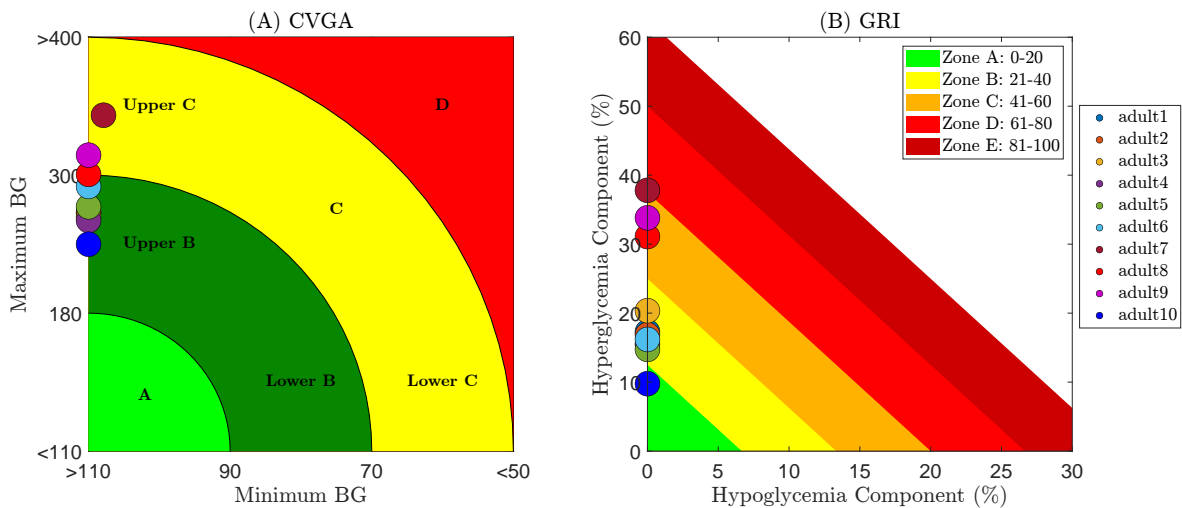 (A) CVGA
>400
300
180
<110
Maximum BG
Upper C
D
C
Upper B
Lower B
Lower C
A
>110
90
70
<50
Minimum BG
(B) GRI
60
50
40
30
20
10
0
Hyperglycemia Component (%)
Zone A: 0-20
Zone B: 21-40
Zone C: 41-60
Zone D: 61-80
Zone E: 81-100
0
5
10
15
20
25
30
Hypoglycemia Component (%)
adult1
adult2
adult3
adult4
adult5
adult6
adult7
adult8
adult9
adult10